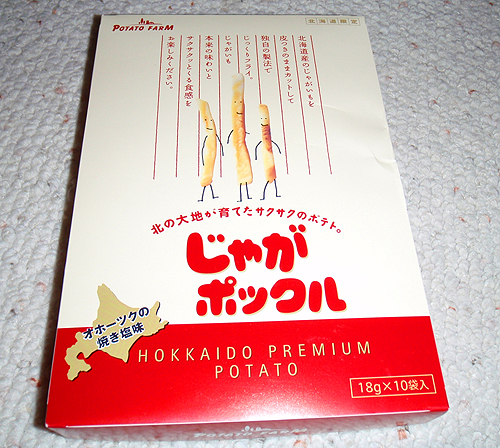 POTATO FARM
北海道限定
北海道産のじゃがいもを
皮つきのままカットして
独自の製法で
じっくりフライ。
じゃがいも
本来の味わいと
サクサクッとくる食感を
お楽しみください。
北の大地が育てたサクサクのポテト。
じゃが
ポックル
オホーツクの
焼き塩味
HOKKAIDO PREMIUM
POTATO
18g×10袋入